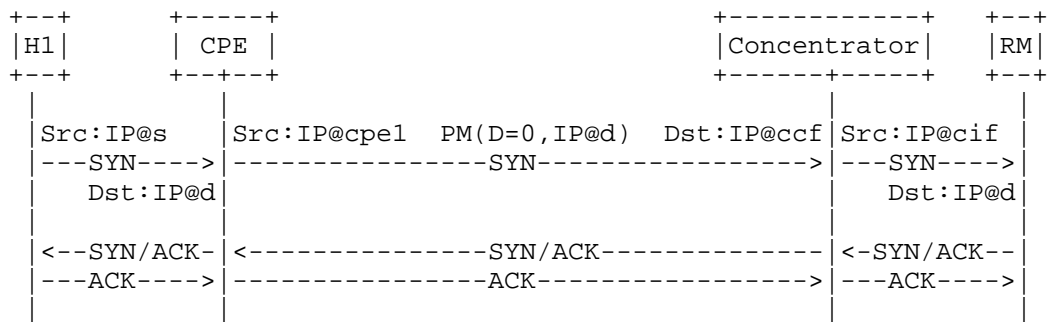 +--+       +-----+                             +------------+   +--+
|H1|       | CPE |                             |Concentrator|   |RM|
+--+       +--+--+                             +------+-----+   +--+
 |            |                                       |           |
 |Src:IP@s    |Src:IP@cpe1  PM(D=0,IP@d)  Dst:IP@ccf|Src:IP@cif |
 |---SYN---->|----------------SYN----------------->|---SYN---->|
 |   Dst:IP@d|                                       |   Dst:IP@d|
 |            |                                       |           |
 |<--SYN/ACK-|<---------------SYN/ACK--------------|<-SYN/ACK--|
 |---ACK---->|----------------ACK----------------->|---ACK---->|
 |            |                                       |           |